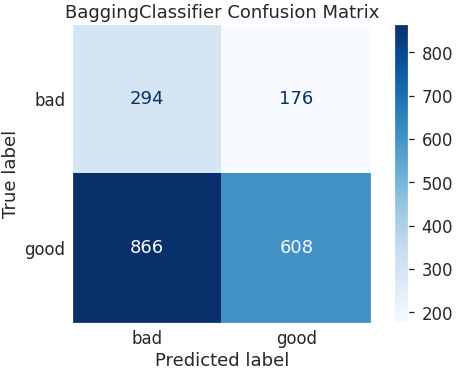 BaggingClassifier Confusion Matrix
True label
bad
294
176
good
866
608
bad
good
Predicted label
800
700
600
500
400
300
200